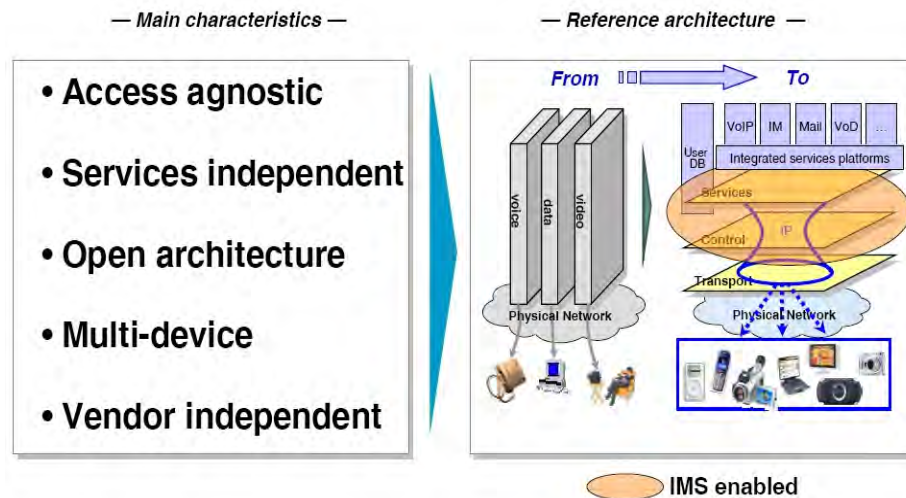 — Main characteristics —
• Access agnostic
• Services independent
• Open architecture
• Multi-device
• Vendor independent
— Reference architecture —
From
To
voice
data
video
Physical Network
User
DB
VoIP
IM
Mail
VoD
...
Integrated services platforms
Services
IP
Control
Transport
Physical Network
IMS enabled